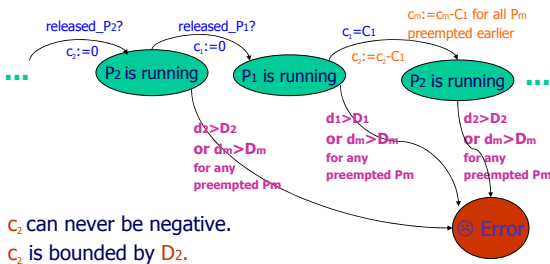 released_P₂?
c₂:=0
released_P₁?
c₁:=0
c₁=C₁
c₂:=c₂-C₁
cₘ:=cₘ-C₁ for all Pₘ
preempted earlier
...
P₂ is running
P₁ is running
P₂ is running
...
d₂>D₂
or dₘ>Dₘ
for any
preempted Pₘ
d₁>D₁
or dₘ>Dₘ
for any
preempted Pₘ
d₂>D₂
or dₘ>Dₘ
for any
preempted Pₘ
☹ Error
c₂ can never be negative.
c₂ is bounded by D₂.